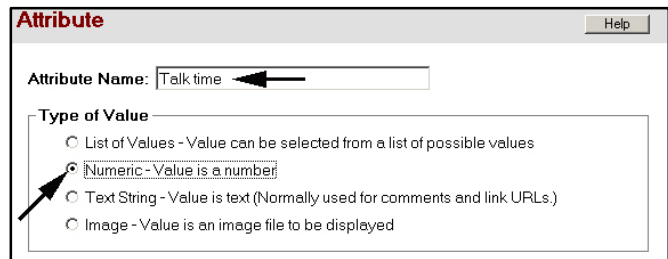 Attribute
Help
Attribute Name: Talk time
Type of Value
List of Values - Value can be selected from a list of possible values
Numeric - Value is a number
Text String - Value is text (Normally used for comments and link URLs.)
Image - Value is an image file to be displayed